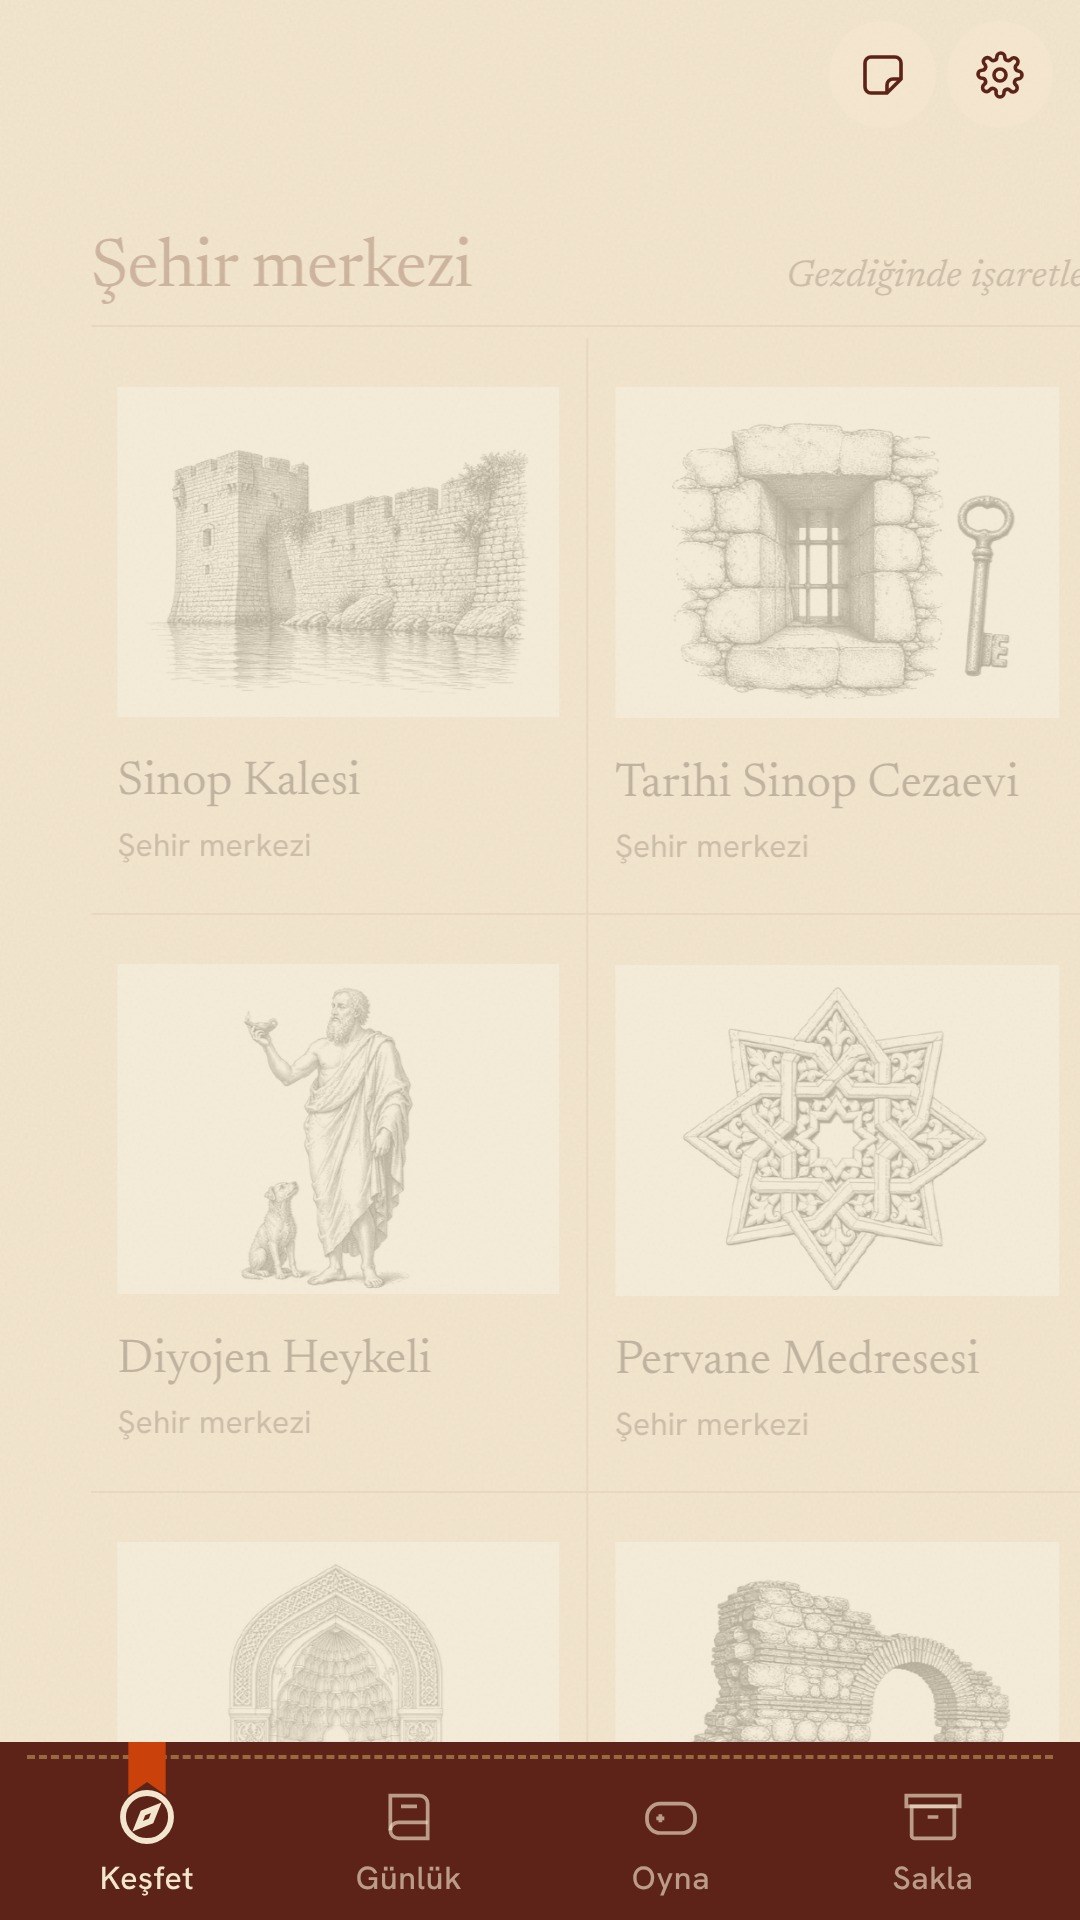 Şehir merkezi
Gezdiğinde işaretle
Sinop Kalesi
Şehir merkezi
Tarihi Sinop Cezaevi
Şehir merkezi
Diyojen Heykeli
Şehir merkezi
Pervane Medresesi
Şehir merkezi
Keşfet
Günlük
Oyna
Sakla